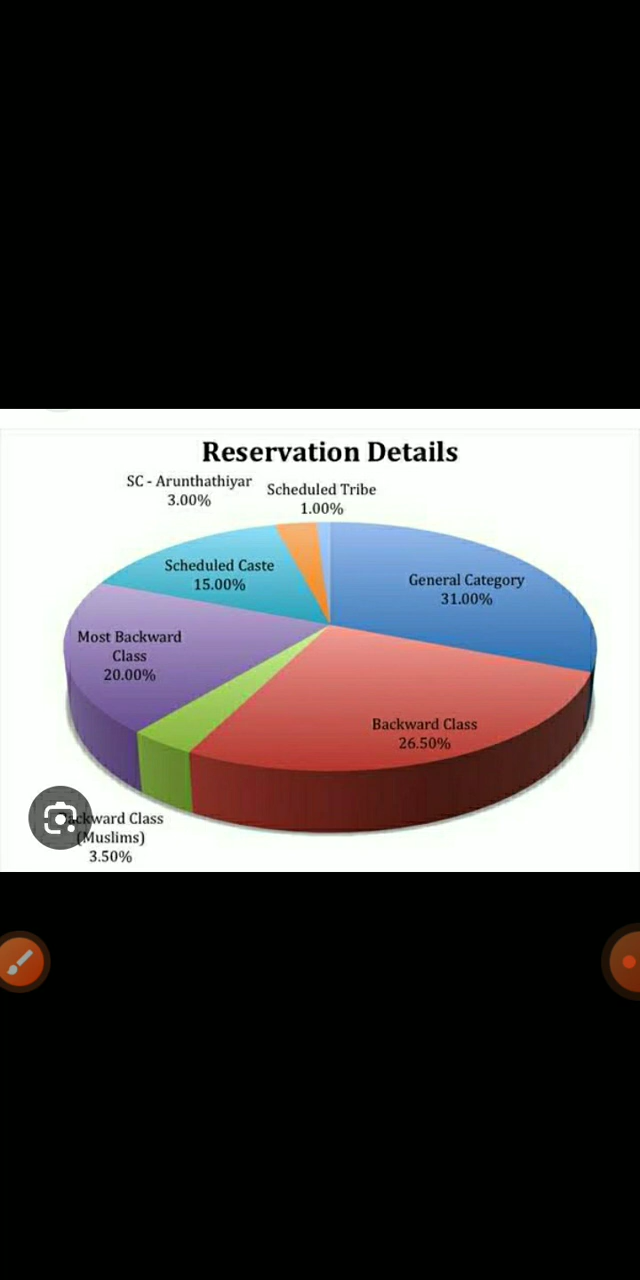 Reservation Details
SC - Arunthathiyar
3.00%
Scheduled Tribe
1.00%
General Category
31.00%
Scheduled Caste
15.00%
Most Backward
Class
20.00%
Backward Class
26.50%
Class
(Muslims)
3.50%